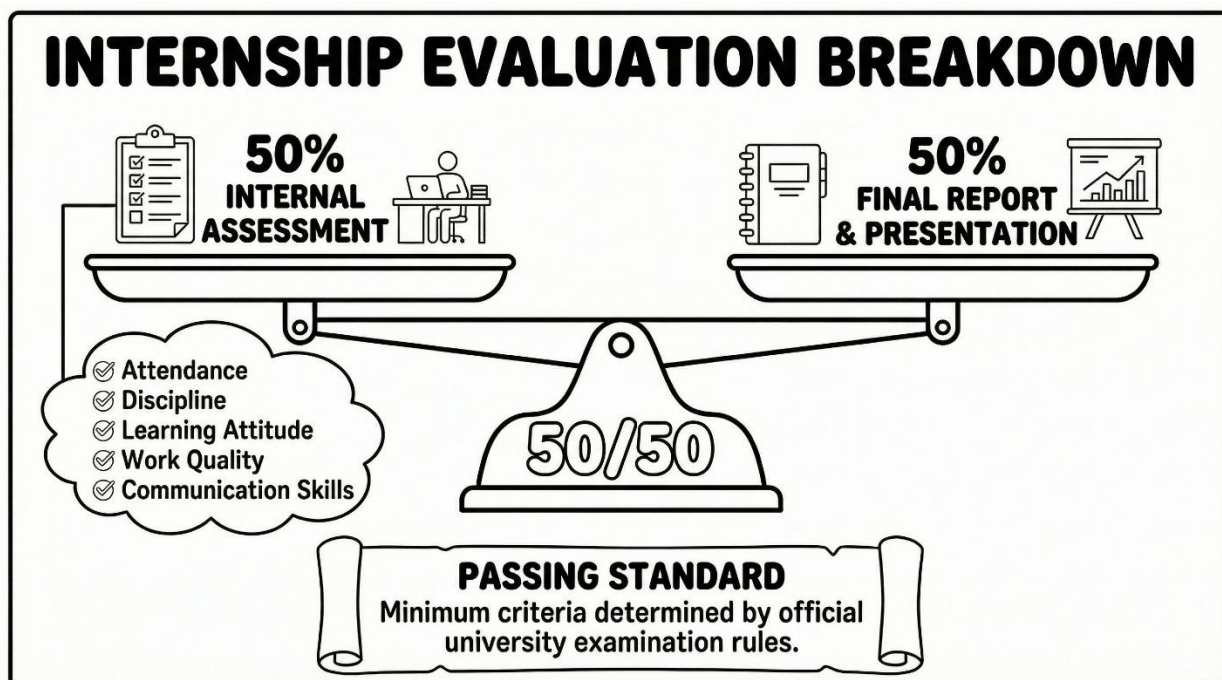 INTERNSHIP EVALUATION BREAKDOWN
50%
INTERNAL
ASSESSMENT
50%
FINAL REPORT
& PRESENTATION
Attendance
Discipline
Learning Attitude
Work Quality
Communication Skills
50/50
PASSING STANDARD
Minimum criteria determined by official
university examination rules.